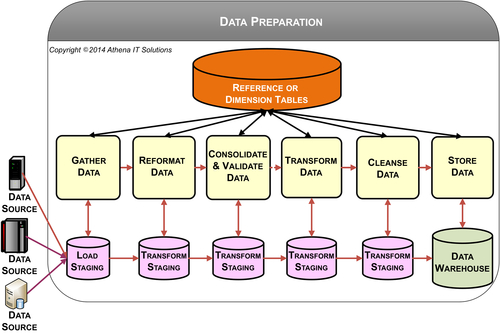 DATA PREPARATION
Copyright © 2014 Athena IT Solutions
REFERENCE OR
DIMENSION TABLES
GATHER
DATA
REFORMAT
DATA
CONSOLIDATE
& VALIDATE
DATA
TRANSFORM
DATA
CLEANSE
DATA
STORE
DATA
DATA
SOURCE
DATA
SOURCE
DATA
SOURCE
LOAD
STAGING
TRANSFORM
STAGING
TRANSFORM
STAGING
TRANSFORM
STAGING
TRANSFORM
STAGING
DATA
WAREHOUSE